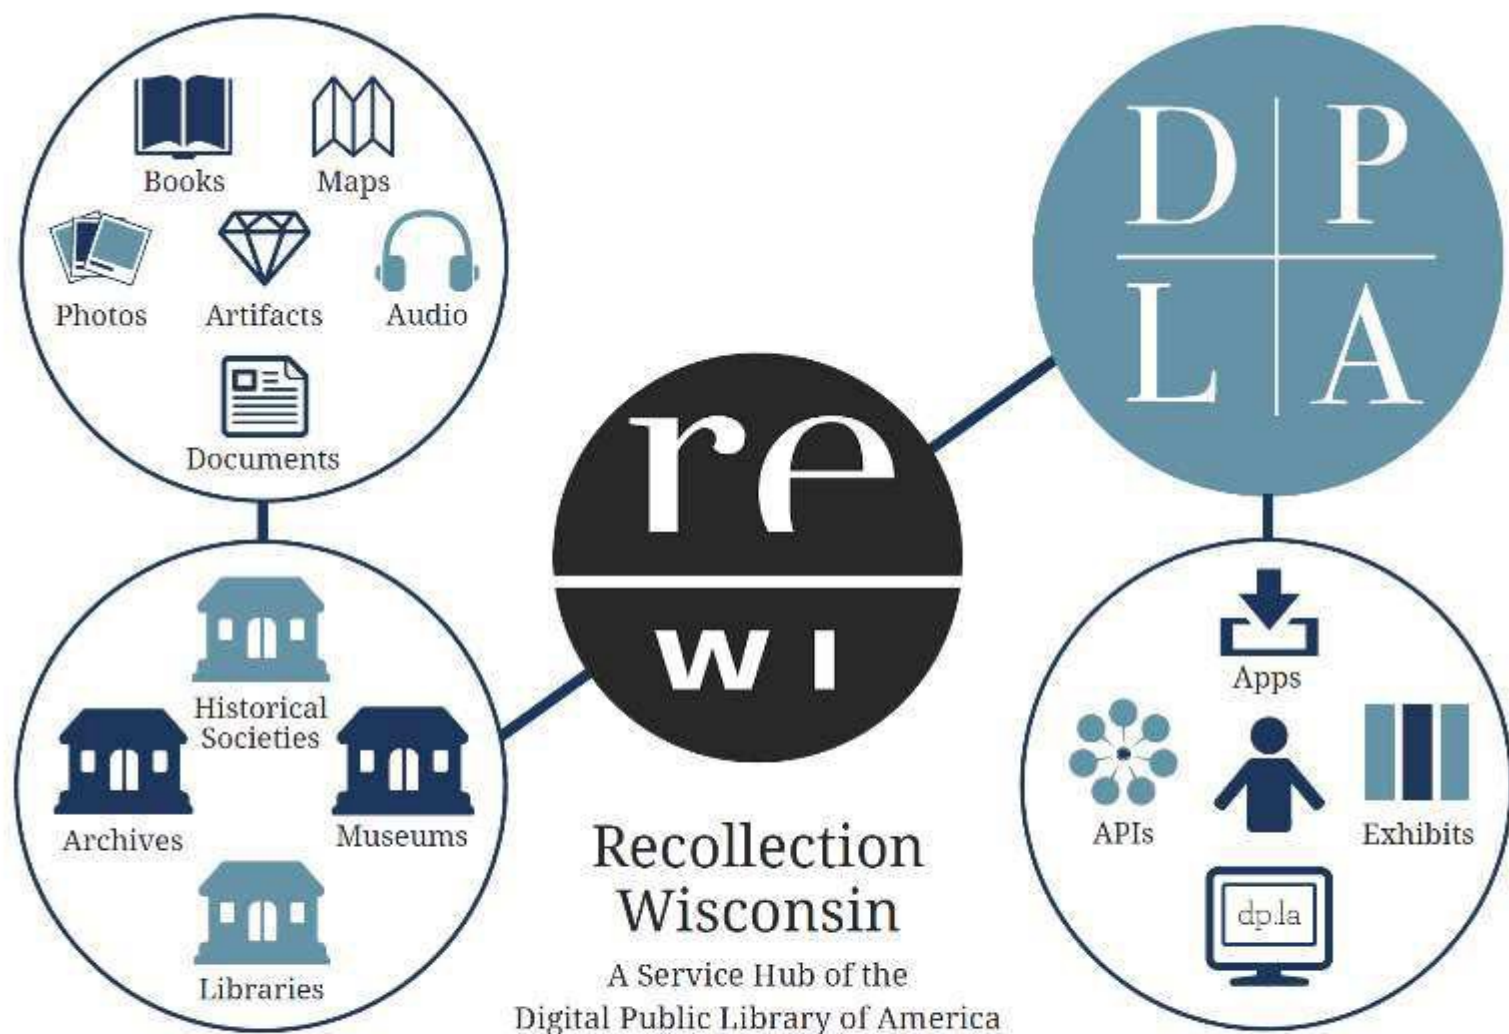 Books
Maps
Photos
Artifacts
Audio
Documents
Historical
Societies
Archives
Museums
Libraries
re
WI
Recollection
Wisconsin
A Service Hub of the
Digital Public Library of America
D P
L A
Apps
APIs
Exhibits
dp.la